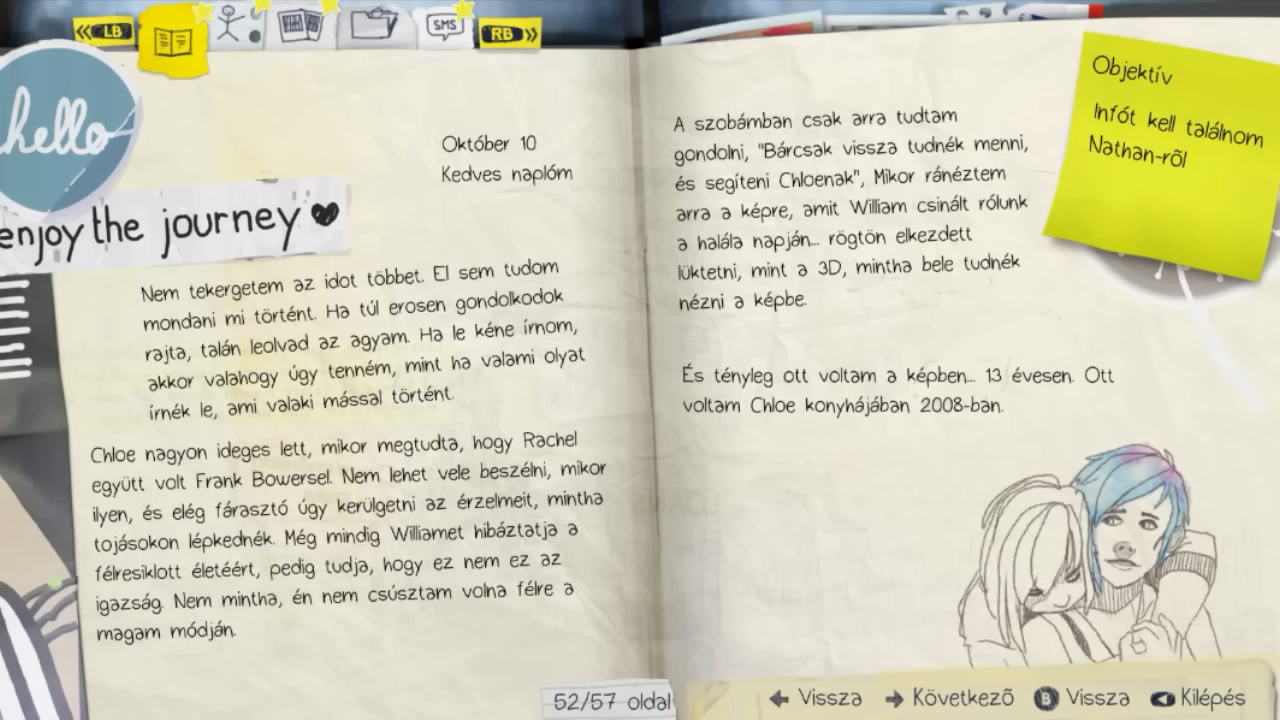 LB
SMS
RB
hello
enjoy the journey
Október 10
Kedves naplóm
Nem tekergetem az idot többet. El sem tudom
mondani mi történt. Ha túl erosen gondolkodok
rajta, talán leolvad az agyam. Ha le kéne írnom,
akkor valahogy úgy tenném, mint ha valami olyat
írnék le, ami valaki mással történt.
Chloe nagyon ideges lett, mikor megtudta, hogy Rachel
együtt volt Frank Bowersel. Nem lehet vele beszélni, mikor
ilyen, és elég fárasztó úgy kerülgetni az érzelmeit, mintha
tojásokon lépkednék. Még mindig Williamet hibáztatja a
félresiklott életéért, pedig tudja, hogy ez nem ez az
igazság. Nem mintha, én nem csúsztam volna félre a
magam módján.
52/57 oldal
A szobámban csak arra tudtam
gondolni, "Bárcsak vissza tudnék menni,
és segíteni Chloenak", Mikor ránéztem
arra a képre, amit William csinált rólunk
a halála napján... rögtön elkezdett
lüktetni, mint a 3D, mintha bele tudnék
nézni a képbe.
És tényleg ott voltam a képben... 13 évesen. Ott
voltam Chloe konyhájában 2008-ban.
Objektív
Infót kell találnom
Nathan-rõl
Vissza
Következõ
B Vissza
Kilépés